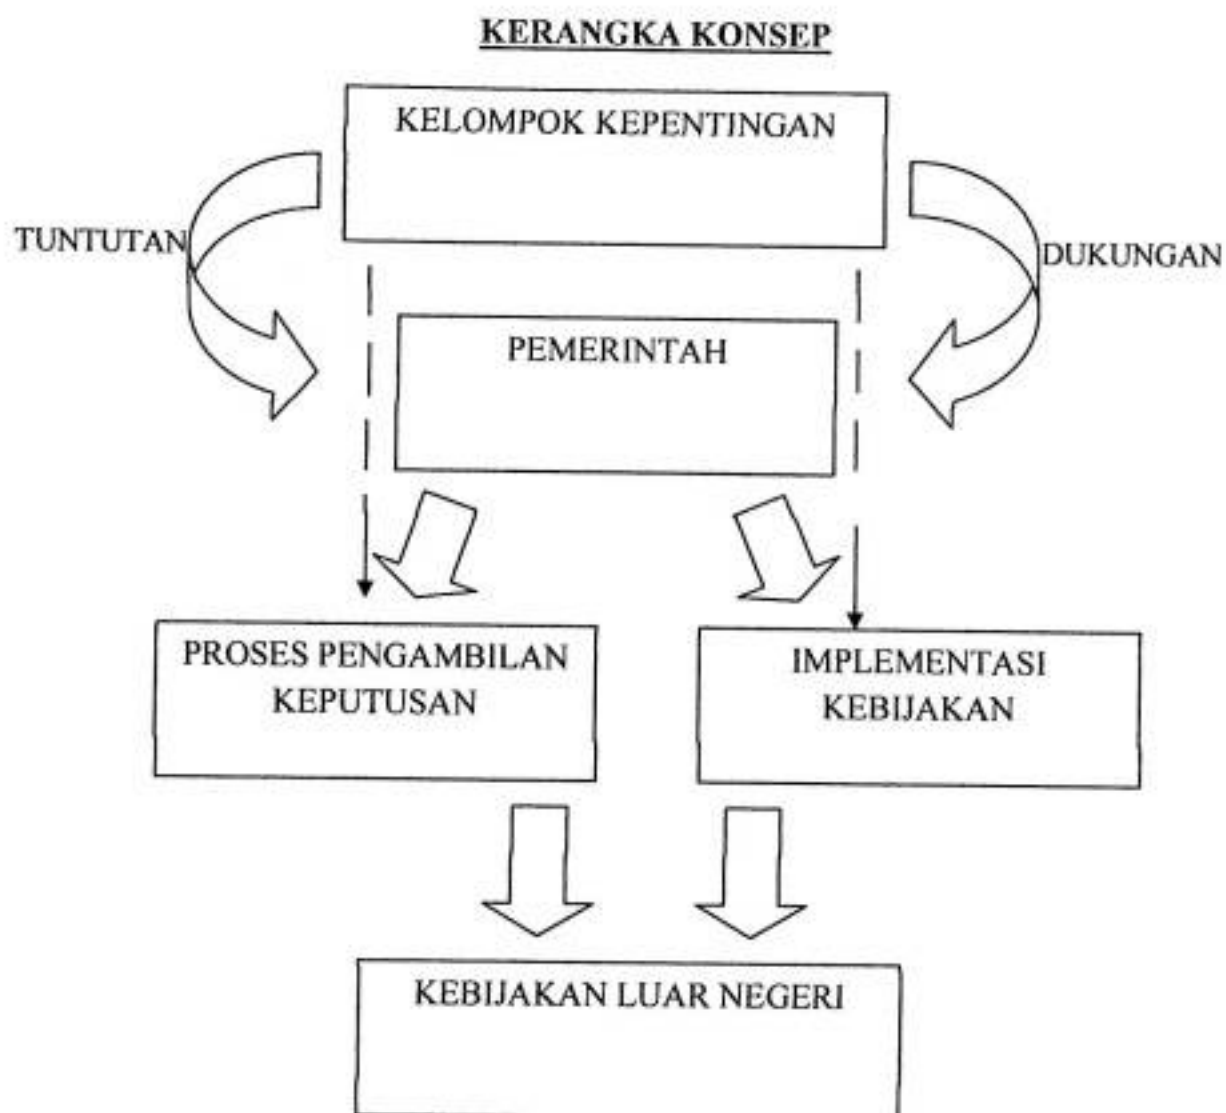 KERANGKA KONSEP
KELOMPOK KEPENTINGAN
TUNTUTAN
DUKUNGAN
PEMERINTAH
PROSES PENGAMBILAN
KEPUTUSAN
IMPLEMENTASI
KEBIJAKAN
KEBIJAKAN LUAR NEGERI